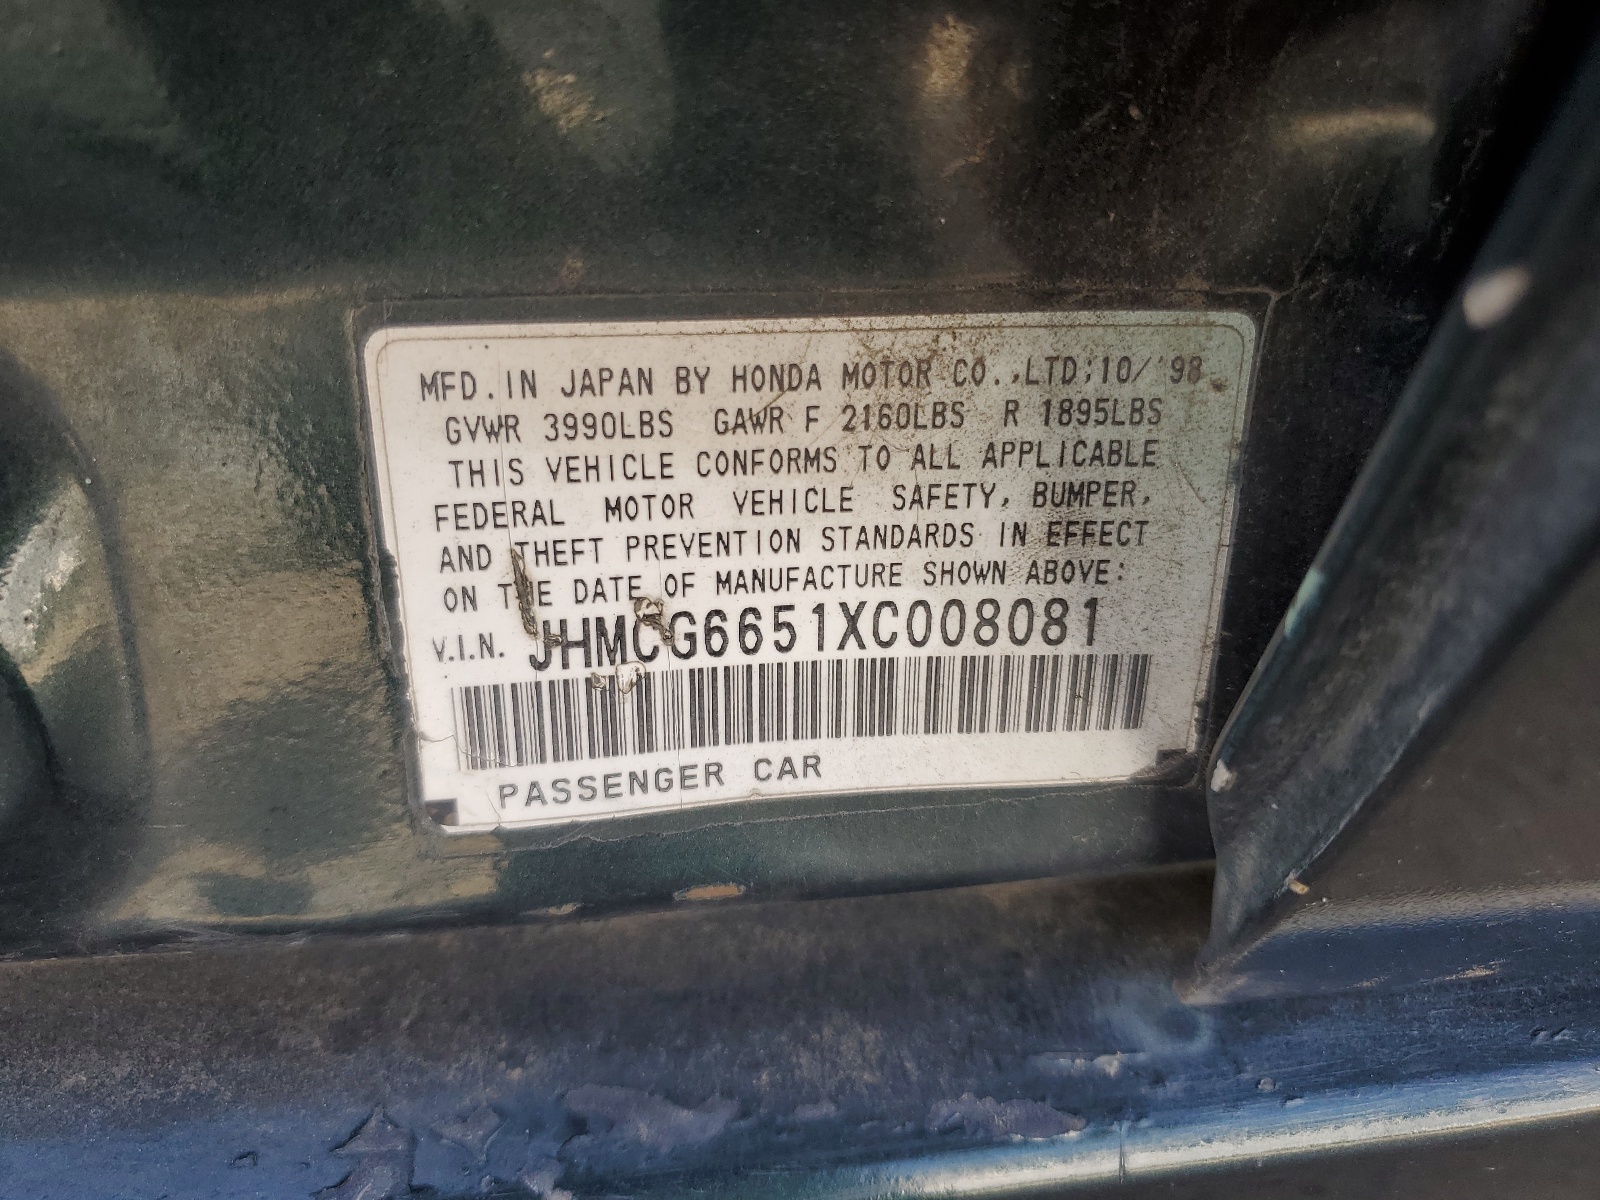 MFD. IN JAPAN BY HONDA MOTOR CO.,LTD;10/'98
GVWR 3990LBS GAWR F 2160LBS R 1895LBS
THIS VEHICLE CONFORMS TO ALL APPLICABLE
FEDERAL MOTOR VEHICLE SAFETY, BUMPER,
AND THEFT PREVENTION STANDARDS IN EFFECT
ON THE DATE OF MANUFACTURE SHOWN ABOVE:
V.I.N. JHMCG6651XC008081
PASSENGER CAR